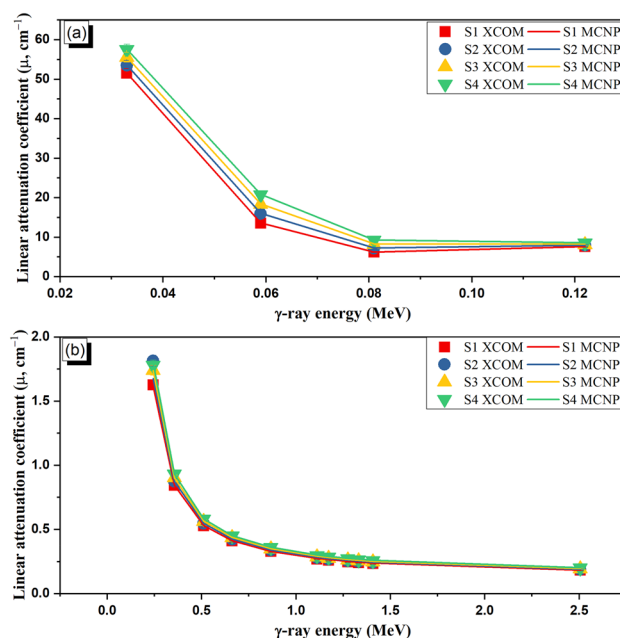 (a)
S1 XCOM S1 MCNP
S2 XCOM S2 MCNP
S3 XCOM S3 MCNP
S4 XCOM S4 MCNP
Linear attenuation coefficient (μ, cm⁻¹)
60
50
40
30
20
10
0
0.02 0.04 0.06 0.08 0.10 0.12
γ-ray energy (MeV)
(b)
S1 XCOM S1 MCNP
S2 XCOM S2 MCNP
S3 XCOM S3 MCNP
S4 XCOM S4 MCNP
Linear attenuation coefficient (μ, cm⁻¹)
2.0
1.5
1.0
0.5
0.0
0.0 0.5 1.0 1.5 2.0 2.5
γ-ray energy (MeV)